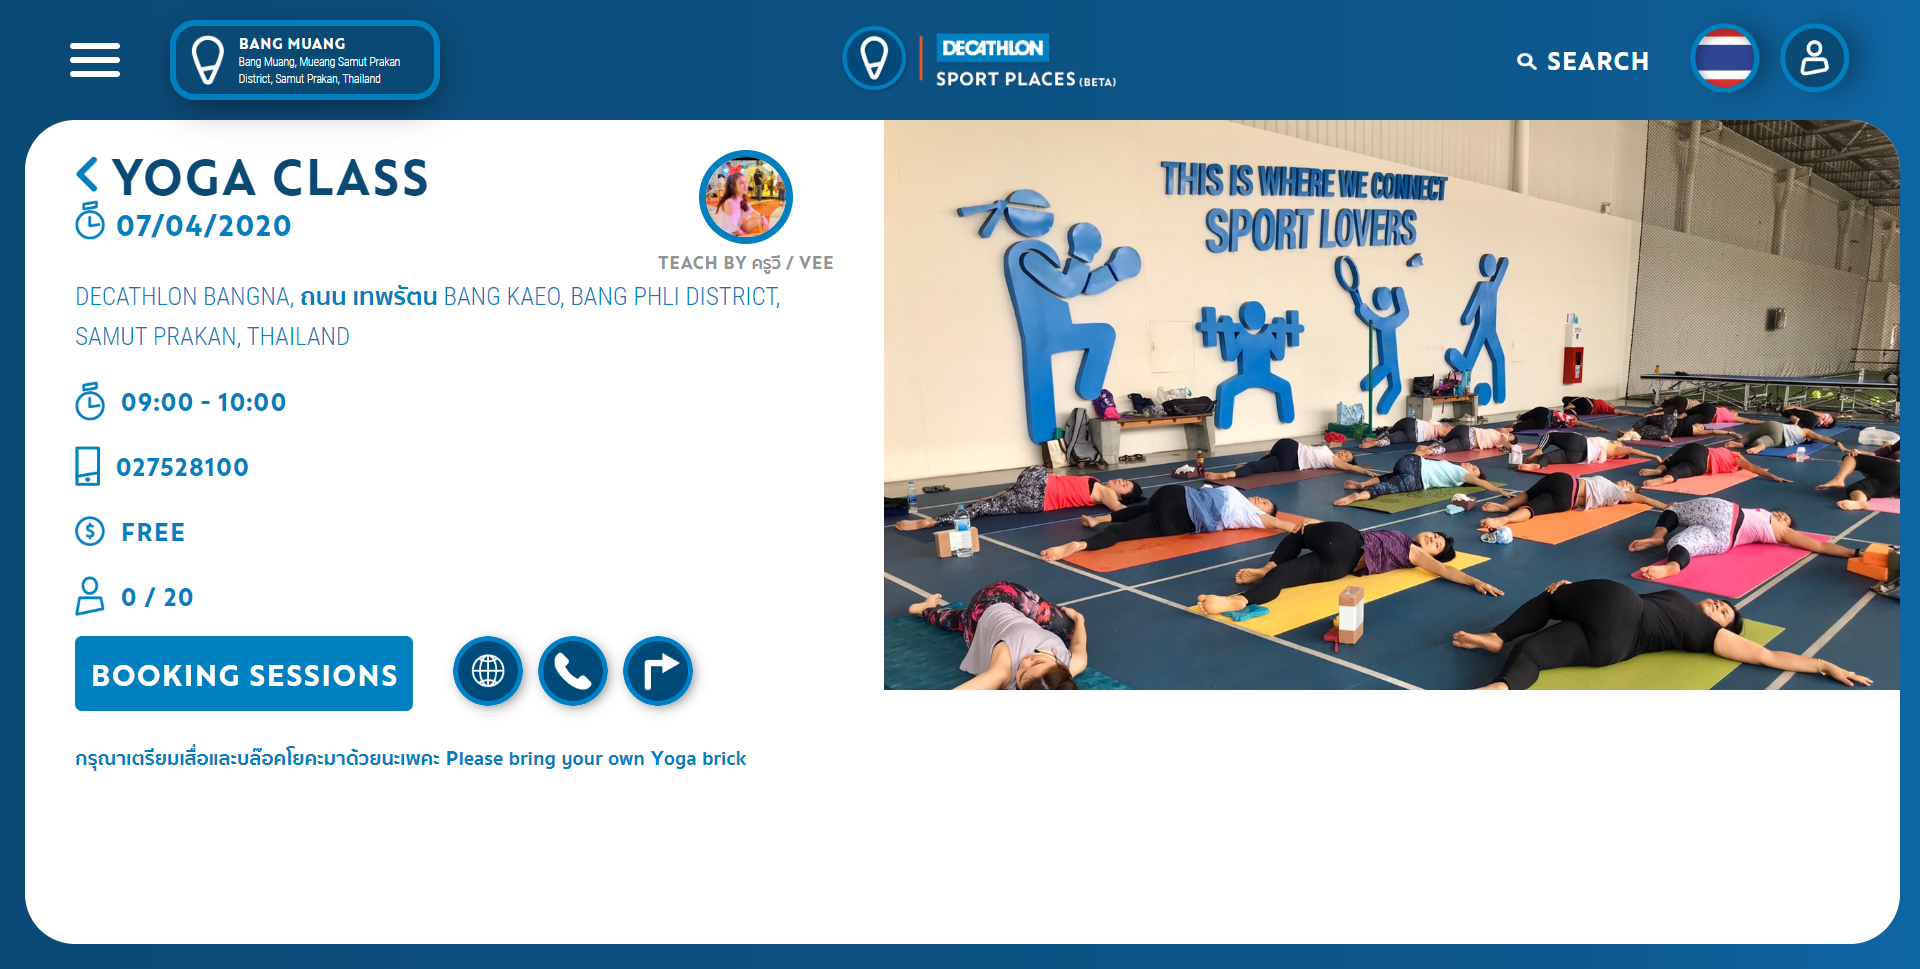 BANG MUANG
Bang Muang, Mueang Samut Prakan
District, Samut Prakan, Thailand
DECATHLON
SPORT PLACES (BETA)
SEARCH
YOGA CLASS
07/04/2020
TEACH BY ครูวี / VEE
DECATHLON BANGNA, ถนน เทพรัตน BANG KAEO, BANG PHLI DISTRICT,
SAMUT PRAKAN, THAILAND
09:00 - 10:00
027528100
FREE
0 / 20
BOOKING SESSIONS
กรุณาเตรียมเสื่อและบล๊อคโยคะมาด้วยนะเพคะ Please bring your own Yoga brick
THIS IS WHERE WE CONNECT
SPORT LOVERS